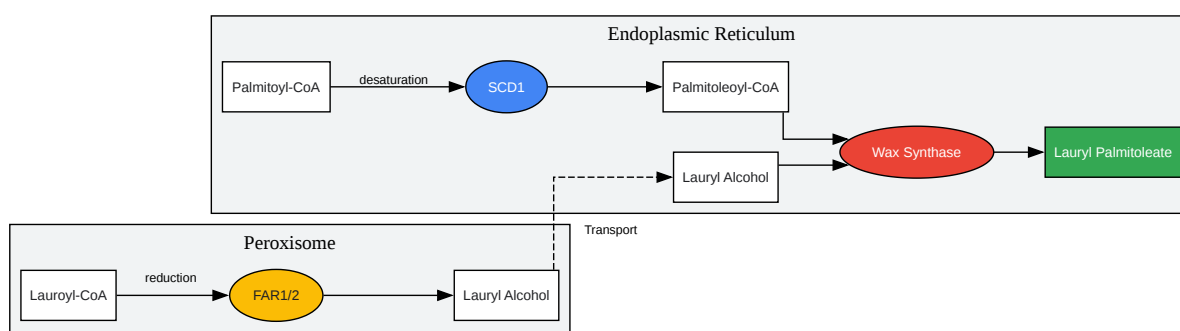 Endoplasmic Reticulum
Palmitoyl-CoA
desaturation
SCD1
Palmitoleoyl-CoA
Wax Synthase
Lauryl Palmitoleate
Lauryl Alcohol
Transport
Peroxisome
Lauroyl-CoA
reduction
FAR1/2
Lauryl Alcohol